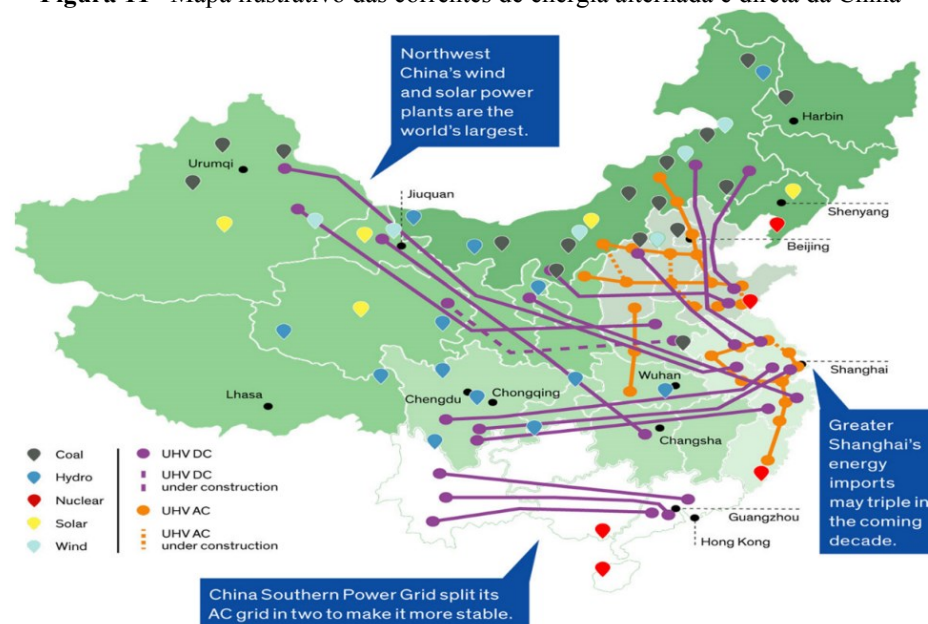 Figura 11 - Mapa ilustrativo das correntes de energia alternada e direta da China
Northwest
China's wind
and solar power
plants are the
world's largest.
Harbin
Urumqi
Jiuquan
Shenyang
Beijing
Shanghai
Lhasa
Chengdu
Chongqing
Wuhan
Changsha
Guangzhou
Hong Kong
Coal
Hydro
Nuclear
Solar
Wind
UHV DC
UHV DC
under construction
UHV AC
UHV AC
under construction
Greater
Shanghai's
energy
imports
may triple in
the coming
decade.
China Southern Power Grid split its
AC grid in two to make it more stable.